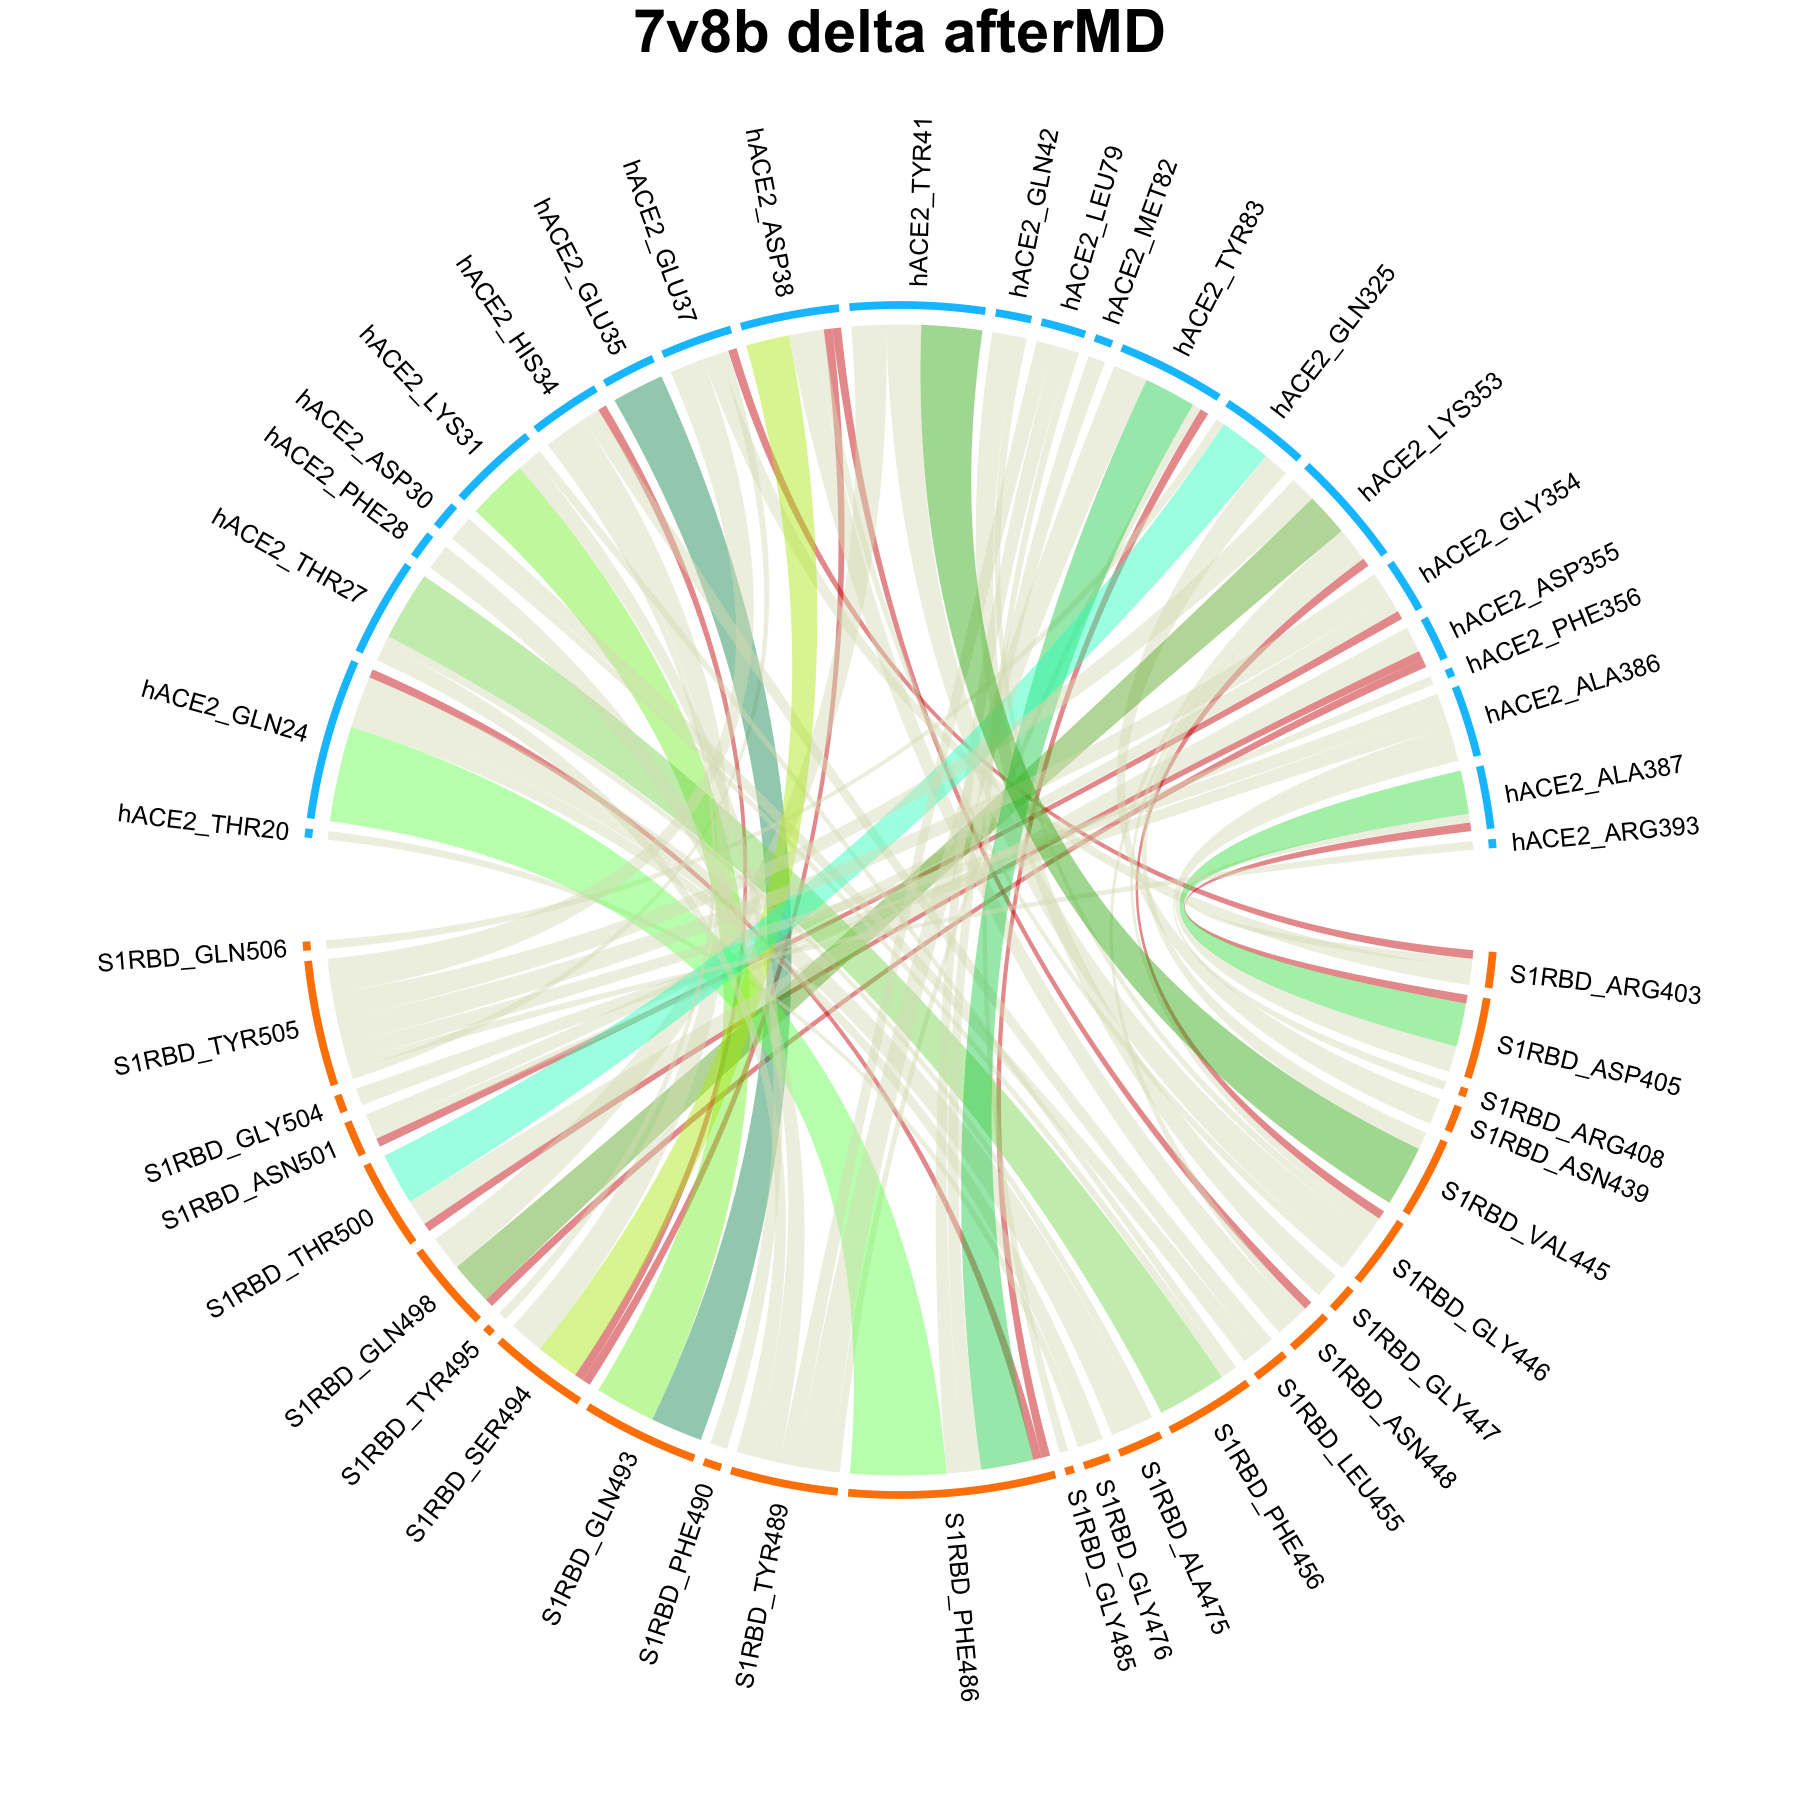 7v8b delta afterMD
hACE2_THR20
hACE2_GLN24
hACE2_THR27
hACE2_PHE28
hACE2_ASP30
hACE2_LYS31
hACE2_HIS34
hACE2_GLU35
hACE2_GLU37
hACE2_ASP38
hACE2_TYR41
hACE2_GLN42
hACE2_LEU79
hACE2_MET82
hACE2_TYR83
hACE2_GLN325
hACE2_LYS353
hACE2_GLY354
hACE2_ASP355
hACE2_PHE356
hACE2_ALA386
hACE2_ALA387
hACE2_ARG393
S1RBD_ARG403
S1RBD_ASP405
S1RBD_ARG408
S1RBD_ASN439
S1RBD_VAL445
S1RBD_GLY446
S1RBD_GLY447
S1RBD_ASN448
S1RBD_LEU455
S1RBD_PHE456
S1RBD_ALA475
S1RBD_GLY476
S1RBD_GLY485
S1RBD_PHE486
S1RBD_TYR489
S1RBD_PHE490
S1RBD_GLN493
S1RBD_SER494
S1RBD_TYR495
S1RBD_GLN498
S1RBD_THR500
S1RBD_ASN501
S1RBD_GLY504
S1RBD_TYR505
S1RBD_GLN506